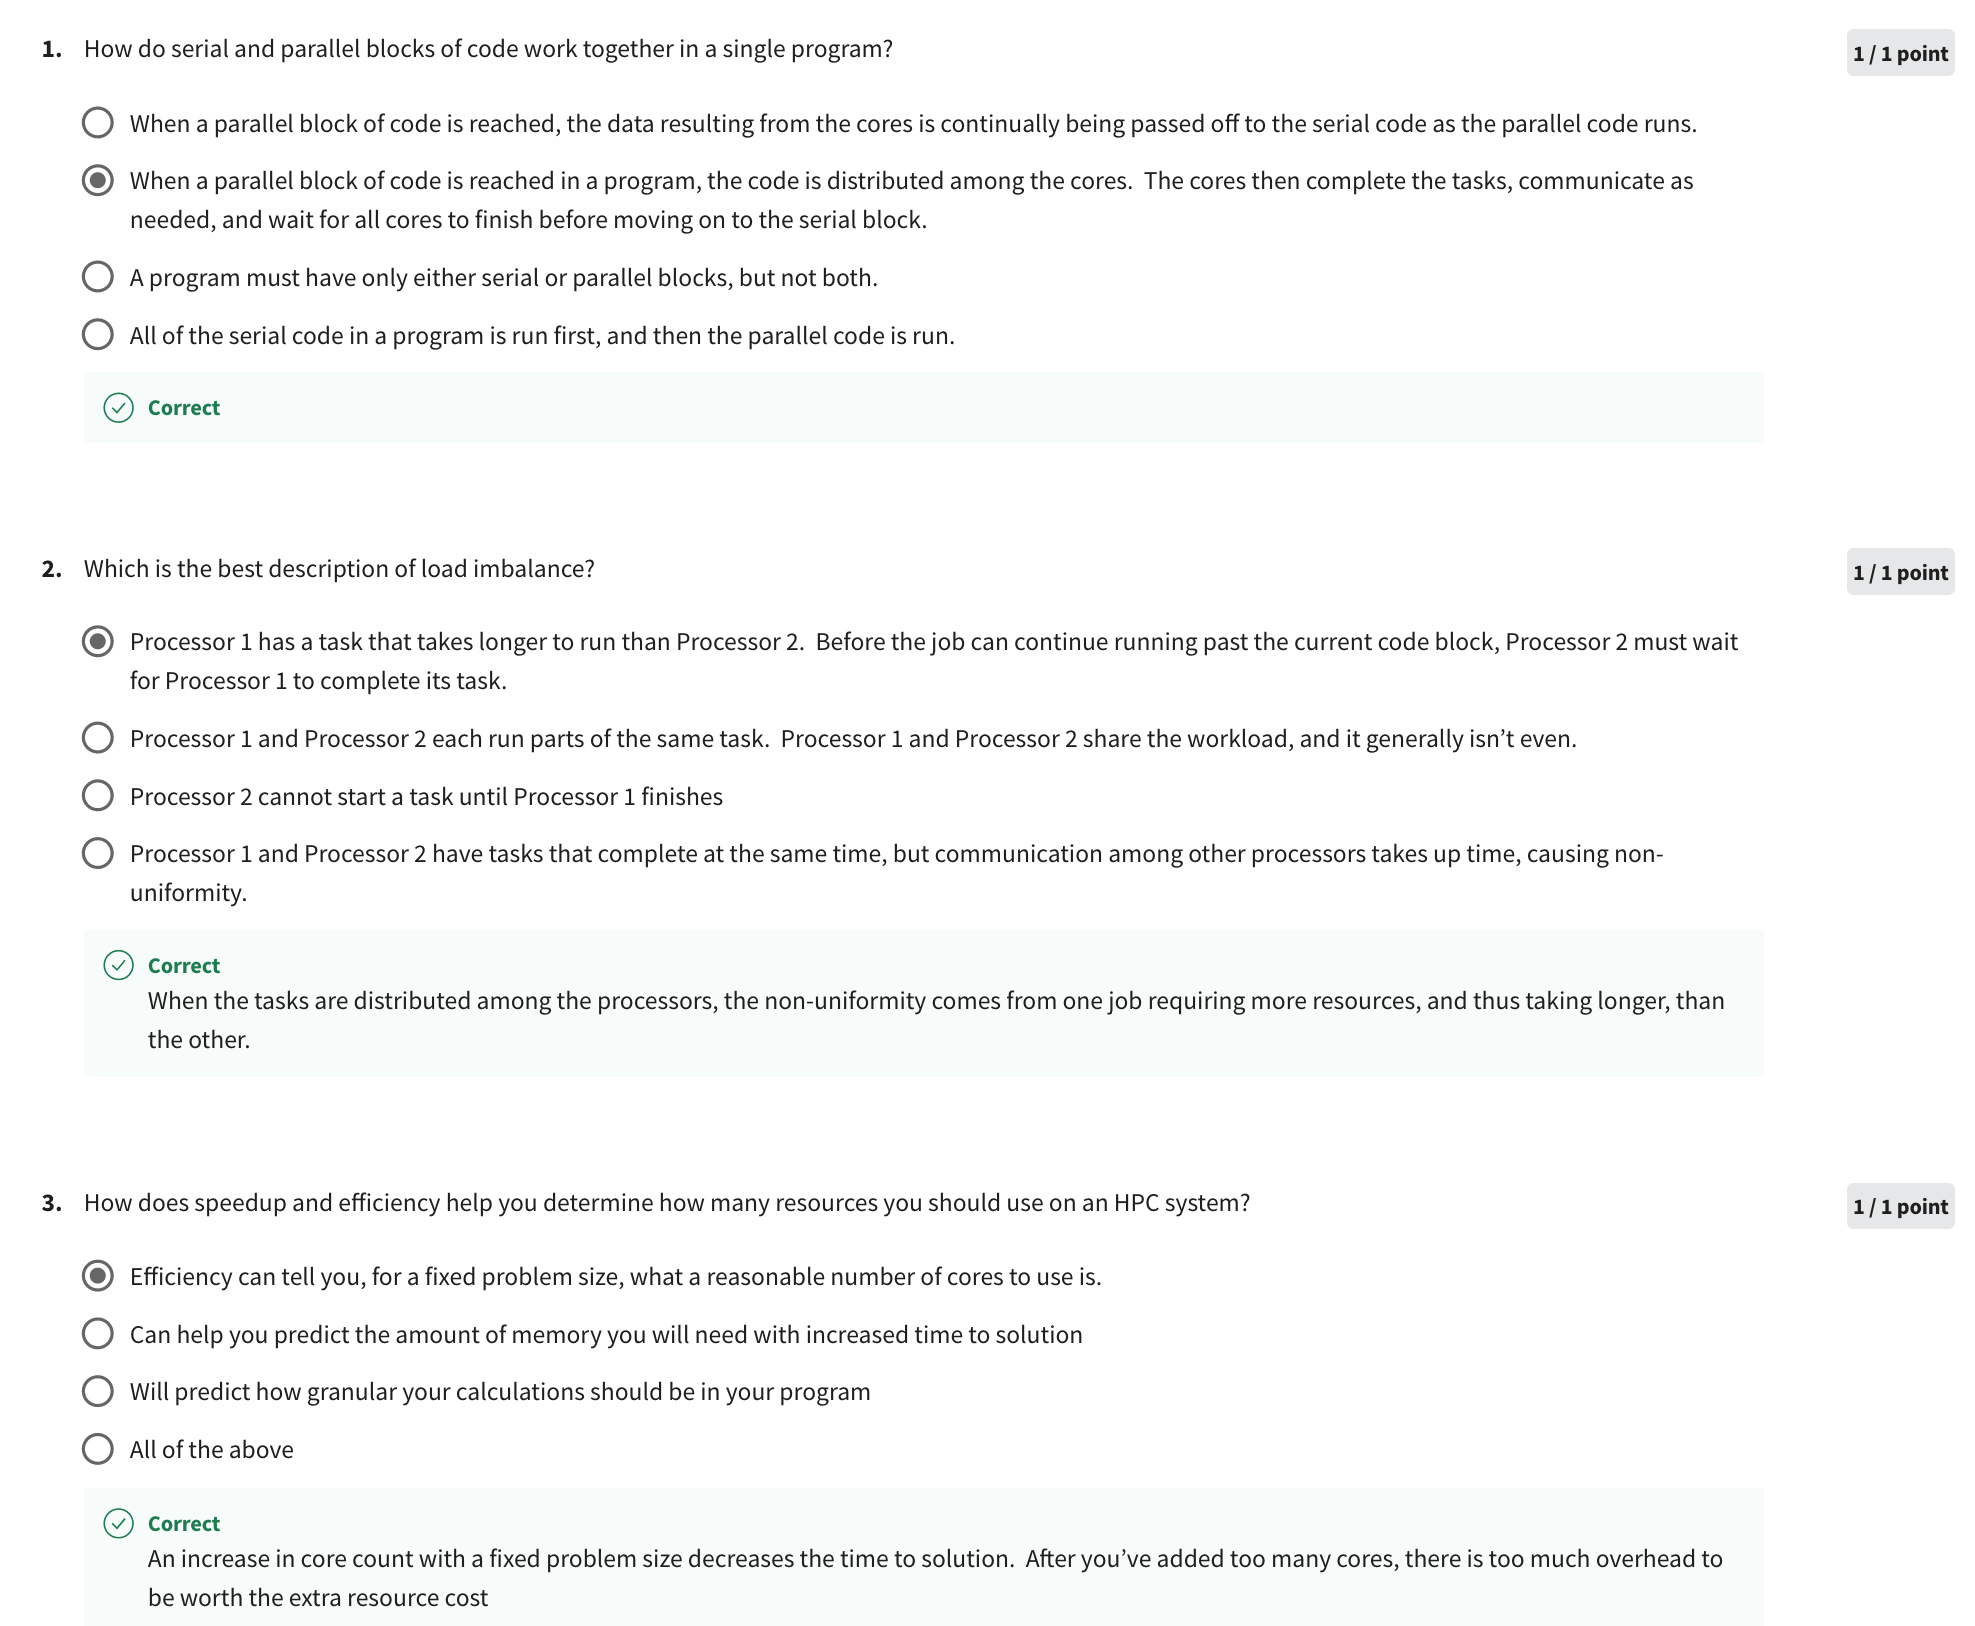 1. How do serial and parallel blocks of code work together in a single program?
1 / 1 point
When a parallel block of code is reached, the data resulting from the cores is continually being passed off to the serial code as the parallel code runs.
When a parallel block of code is reached in a program, the code is distributed among the cores.  The cores then complete the tasks, communicate as
needed, and wait for all cores to finish before moving on to the serial block.
A program must have only either serial or parallel blocks, but not both.
All of the serial code in a program is run first, and then the parallel code is run.
Correct
2. Which is the best description of load imbalance?
1 / 1 point
Processor 1 has a task that takes longer to run than Processor 2.  Before the job can continue running past the current code block, Processor 2 must wait
for Processor 1 to complete its task.
Processor 1 and Processor 2 each run parts of the same task.  Processor 1 and Processor 2 share the workload, and it generally isn’t even.
Processor 2 cannot start a task until Processor 1 finishes
Processor 1 and Processor 2 have tasks that complete at the same time, but communication among other processors takes up time, causing non-
uniformity.
Correct
When the tasks are distributed among the processors, the non-uniformity comes from one job requiring more resources, and thus taking longer, than
the other.
3. How does speedup and efficiency help you determine how many resources you should use on an HPC system?
1 / 1 point
Efficiency can tell you, for a fixed problem size, what a reasonable number of cores to use is.
Can help you predict the amount of memory you will need with increased time to solution
Will predict how granular your calculations should be in your program
All of the above
Correct
An increase in core count with a fixed problem size decreases the time to solution.  After you’ve added too many cores, there is too much overhead to
be worth the extra resource cost